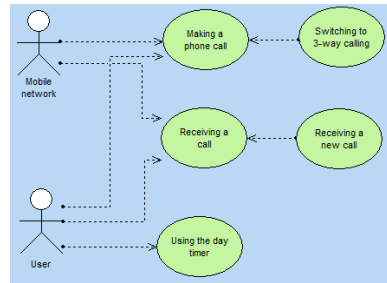 Making a
phone call
Switching to
3-way calling
Mobile
network
Receiving a
call
Receiving a
new call
Using the day
timer
User